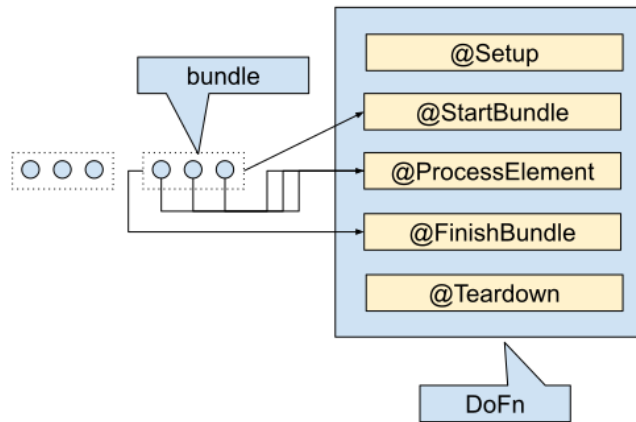 bundle
@Setup
@StartBundle
@ProcessElement
@FinishBundle
@Teardown
DoFn